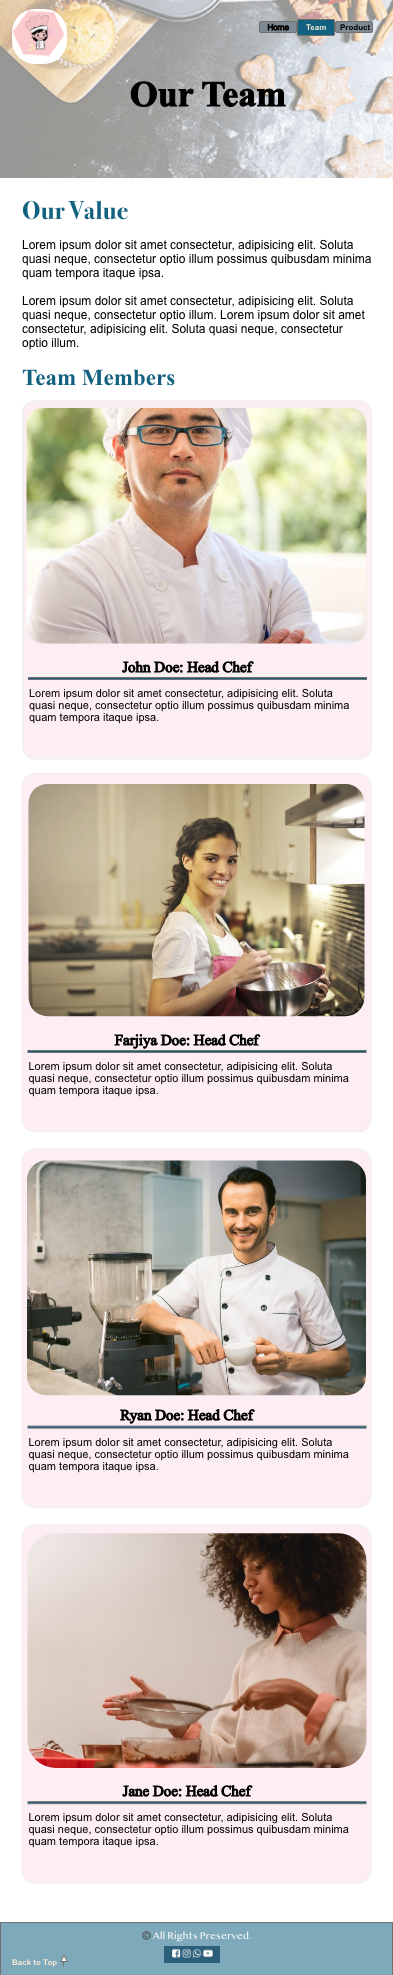 Home Team Product
Our Team
Our Value
Lorem ipsum dolor sit amet consectetur, adipisicing elit. Soluta
quasi neque, consectetur optio illum possimus quibusdam minima
quam tempora itaque ipsa.
Lorem ipsum dolor sit amet consectetur, adipisicing elit. Soluta
quasi neque, consectetur optio illum. Lorem ipsum dolor sit amet
consectetur, adipisicing elit. Soluta quasi neque, consectetur
optio illum.
Team Members
John Doe: Head Chef
Lorem ipsum dolor sit amet consectetur, adipisicing elit. Soluta
quasi neque, consectetur optio illum possimus quibusdam minima
quam tempora itaque ipsa.
Farjiya Doe: Head Chef
Lorem ipsum dolor sit amet consectetur, adipisicing elit. Soluta
quasi neque, consectetur optio illum possimus quibusdam minima
quam tempora itaque ipsa.
Ryan Doe: Head Chef
Lorem ipsum dolor sit amet consectetur, adipisicing elit. Soluta
quasi neque, consectetur optio illum possimus quibusdam minima
quam tempora itaque ipsa.
Jane Doe: Head Chef
Lorem ipsum dolor sit amet consectetur, adipisicing elit. Soluta
quasi neque, consectetur optio illum possimus quibusdam minima
quam tempora itaque ipsa.
© All Rights Preserved.
Back to Top